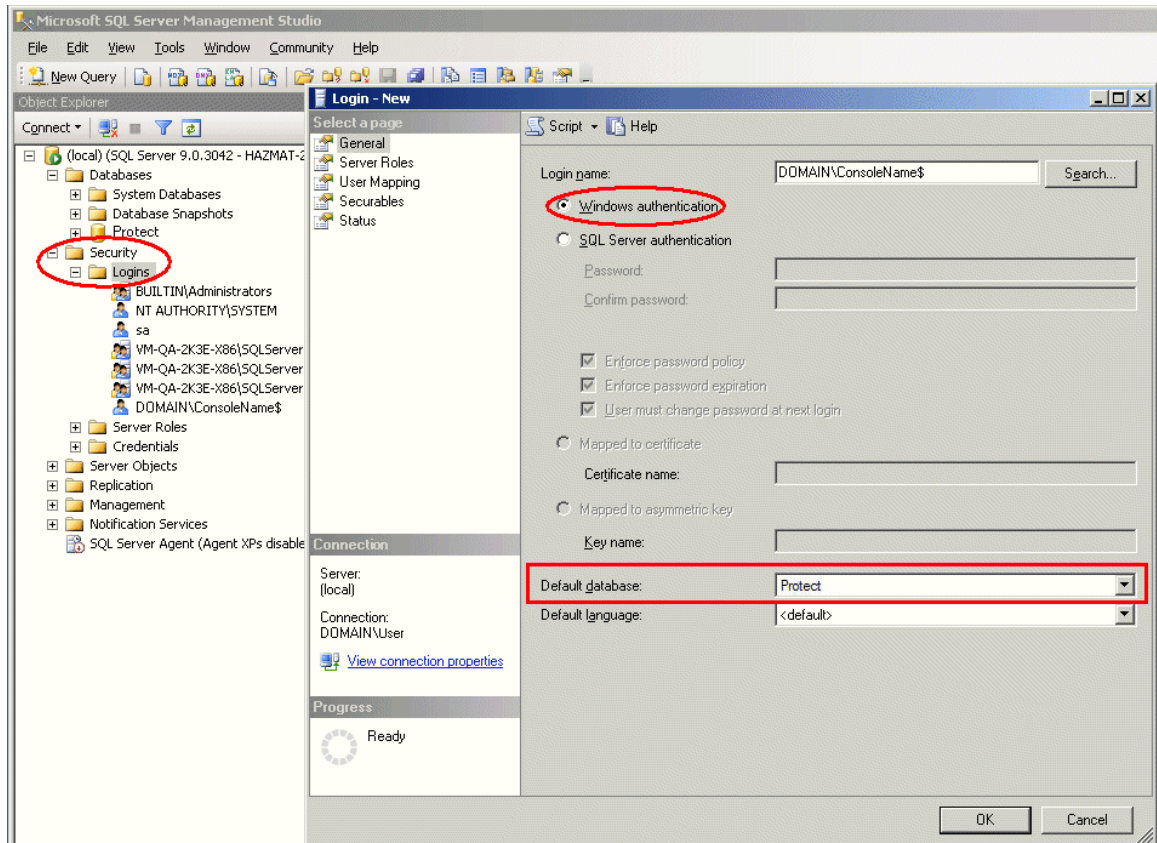 Microsoft SQL Server Management Studio
File Edit View Tools Window Community Help
New Query
Object Explorer
Connect
(local) (SQL Server 9.0.3042 - HAZMAT-2
Databases
System Databases
Database Snapshots
Protect
Security
Logins
BUILTIN\Administrators
NT AUTHORITY\SYSTEM
sa
VM-QA-2K3E-X86\SQLServer
VM-QA-2K3E-X86\SQLServer
VM-QA-2K3E-X86\SQLServer
DOMAIN\ConsoleName$
Server Roles
Credentials
Server Objects
Replication
Management
Notification Services
SQL Server Agent (Agent XPs disable
Login - New
Select a page
General
Server Roles
User Mapping
Securables
Status
Connection
Server:
(local)
Connection:
DOMAIN\User
View connection properties
Progress
Ready
Script Help
Login name: DOMAIN\ConsoleName$ Search...
Windows authentication
SQL Server authentication
Password:
Confirm password:
Enforce password policy
Enforce password expiration
User must change password at next login
Mapped to certificate
Certificate name:
Mapped to asymmetric key
Key name:
Default database: Protect
Default language: <default>
OK Cancel